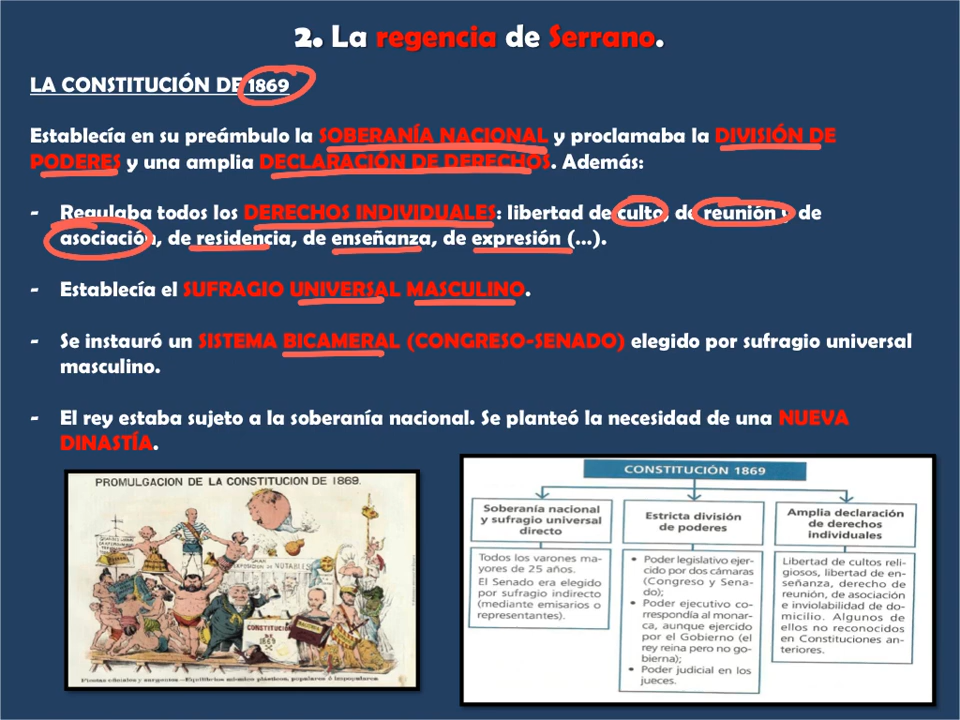 2. La regencia de Serrano.
LA CONSTITUCIÓN DE 1869
Establecía en su preámbulo la SOBERANÍA NACIONAL y proclamaba la DIVISIÓN DE
PODERES y una amplia DECLARACIÓN DE DERECHOS. Además:
- Regulaba todos los DERECHOS INDIVIDUALES: libertad de culto, de reunión y de
asociación, de residencia, de enseñanza, de expresión (...).
- Establecía el SUFRAGIO UNIVERSAL MASCULINO.
- Se instauró un SISTEMA BICAMERAL (CONGRESO-SENADO) elegido por sufragio universal
masculino.
- El rey estaba sujeto a la soberanía nacional. Se planteó la necesidad de una NUEVA
DINASTÍA.
PROMULGACION DE LA CONSTITUCION DE 1869.
NOTABLES
CONSTITUCION
DE
1869
CONSTITUCIÓN 1869
Soberanía nacional
y sufragio universal
directo
Todos los varones ma-
yores de 25 años.
El Senado era elegido
por sufragio indirecto
(mediante emisarios o
representantes).
Estricta división
de poderes
• Poder legislativo ejer-
cido por dos cámaras
(Congreso y Sena-
do);
• Poder ejecutivo co-
rrespondía al monar-
ca, aunque ejercido
por el Gobierno (el
rey reina pero no go-
bierna);
• Poder judicial en los
jueces.
Amplia declaración
de derechos
individuales
Libertad de cultos reli-
giosos, libertad de en-
señanza, derecho de
reunión, de asociación
e inviolabilidad de do-
micilio. Algunos de
ellos no reconocidos
en Constituciones an-
teriores.